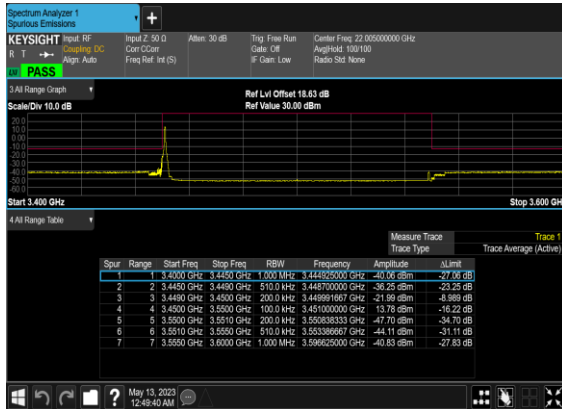 Spectrum Analyzer 1
Spurious Emissions
+
KEYSIGHT Input: RF Input Z: 50 Ω Atten: 30 dB Trig: Free Run Center Freq: 22.005000000 GHz
R T Coupling: DC Corr CCorr Gate: Off Avg|Hold: 100/100
Align: Auto Freq Ref: Int (S) IF Gain: Low Radio Std: None
PASS
3 All Range Graph
Ref Lvl Offset 18.63 dB
Scale/Div 10.0 dB Ref Value 30.00 dBm
20.0
10.0
0.00
-10.0
-20.0
-30.0
-40.0
-50.0
-60.0
Start 3.400 GHz Stop 3.600 GHz
4 All Range Table
Measure Trace Trace 1
Trace Type Trace Average (Active)
Spur Range Start Freq Stop Freq RBW Frequency Amplitude ΔLimit
1 1 3.4000 GHz 3.4450 GHz 1.000 MHz 3.444925000 GHz -40.06 dBm -27.06 dB
2 2 3.4450 GHz 3.4490 GHz 510.0 kHz 3.448700000 GHz -36.25 dBm -23.25 dB
3 3 3.4490 GHz 3.4500 GHz 200.0 kHz 3.449991667 GHz -21.99 dBm -8.989 dB
4 4 3.4500 GHz 3.5500 GHz 100.0 kHz 3.451000000 GHz 13.78 dBm -16.22 dB
5 5 3.5500 GHz 3.5510 GHz 200.0 kHz 3.550838333 GHz -47.70 dBm -34.70 dB
6 6 3.5510 GHz 3.5550 GHz 510.0 kHz 3.553386667 GHz -44.11 dBm -31.11 dB
7 7 3.5550 GHz 3.6000 GHz 1.000 MHz 3.596625000 GHz -40.83 dBm -27.83 dB
?
May 13, 2023
12:49:40 AM